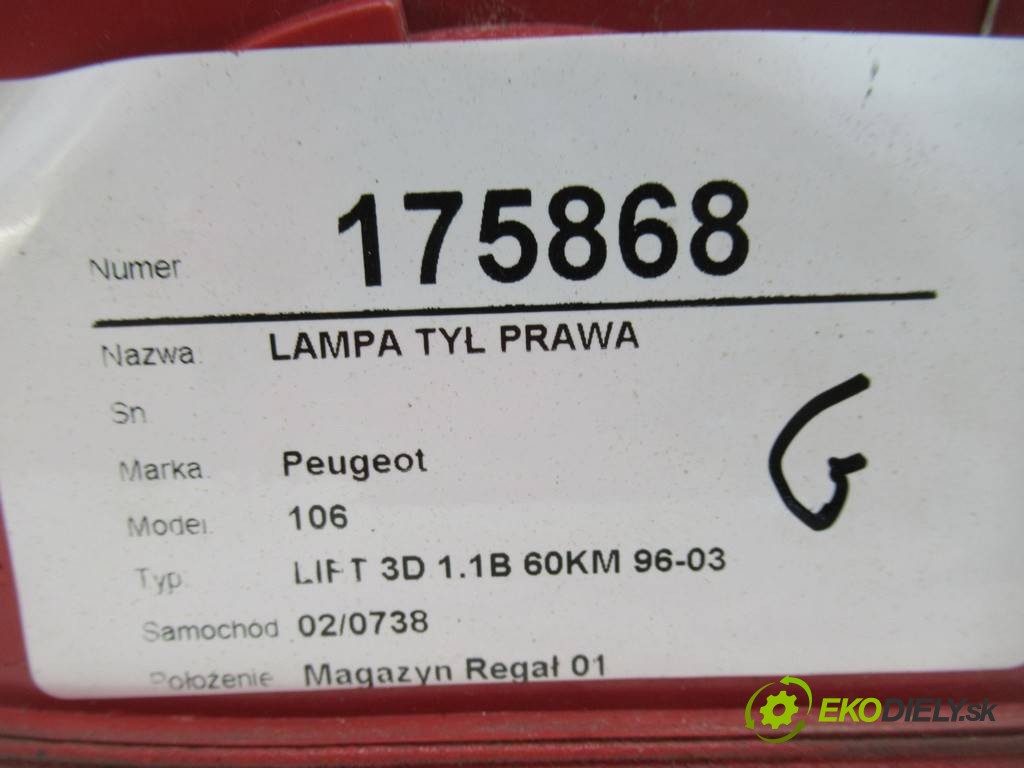 Numer 175868
Nazwa: LAMPA TYŁ PRAWA
Sn
Marka: Peugeot
Model: 106
Typ: LIFT 3D 1.1B 60KM 96-03
Samochód 02/0738
Położenie Magazyn Regał 01
G
EKODIELY.sk